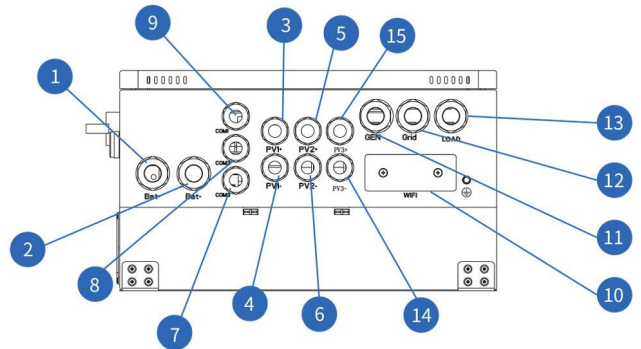 9
3
5
15
1
COM1
COM2
COM3
PV1+
PV2+
PV3+
GEN
Grid
LOAD
13
12
PV1-
PV2-
PV3-
WIFI
Bat-
Bat-
11
2
8
7
4
6
14
10